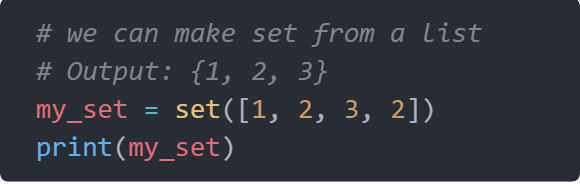 # we can make set from a list
# Output: {1, 2, 3}
my_set = set([1, 2, 3, 2])
print(my_set)